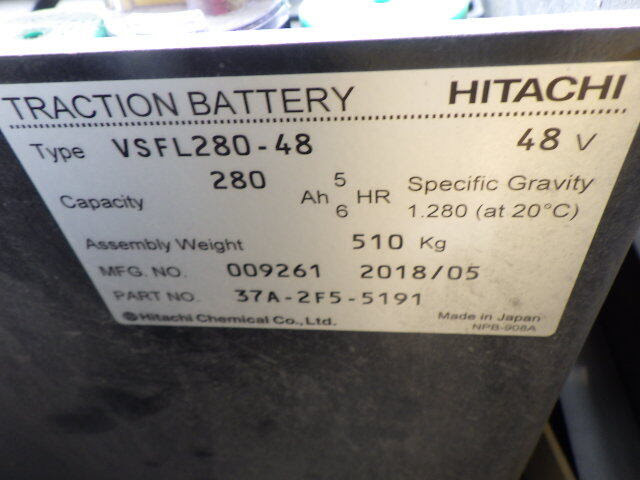 TRACTION BATTERY HITACHI
Type VSFL280-48 48 V
Capacity 280 Ah 5 HR Specific Gravity
6 1.280 (at 20°C)
Assembly Weight 510 Kg
MFG. NO. 009261 2018/05
PART NO. 37A-2F5-5191
Hitachi Chemical Co., Ltd. Made in Japan
NPB-908A